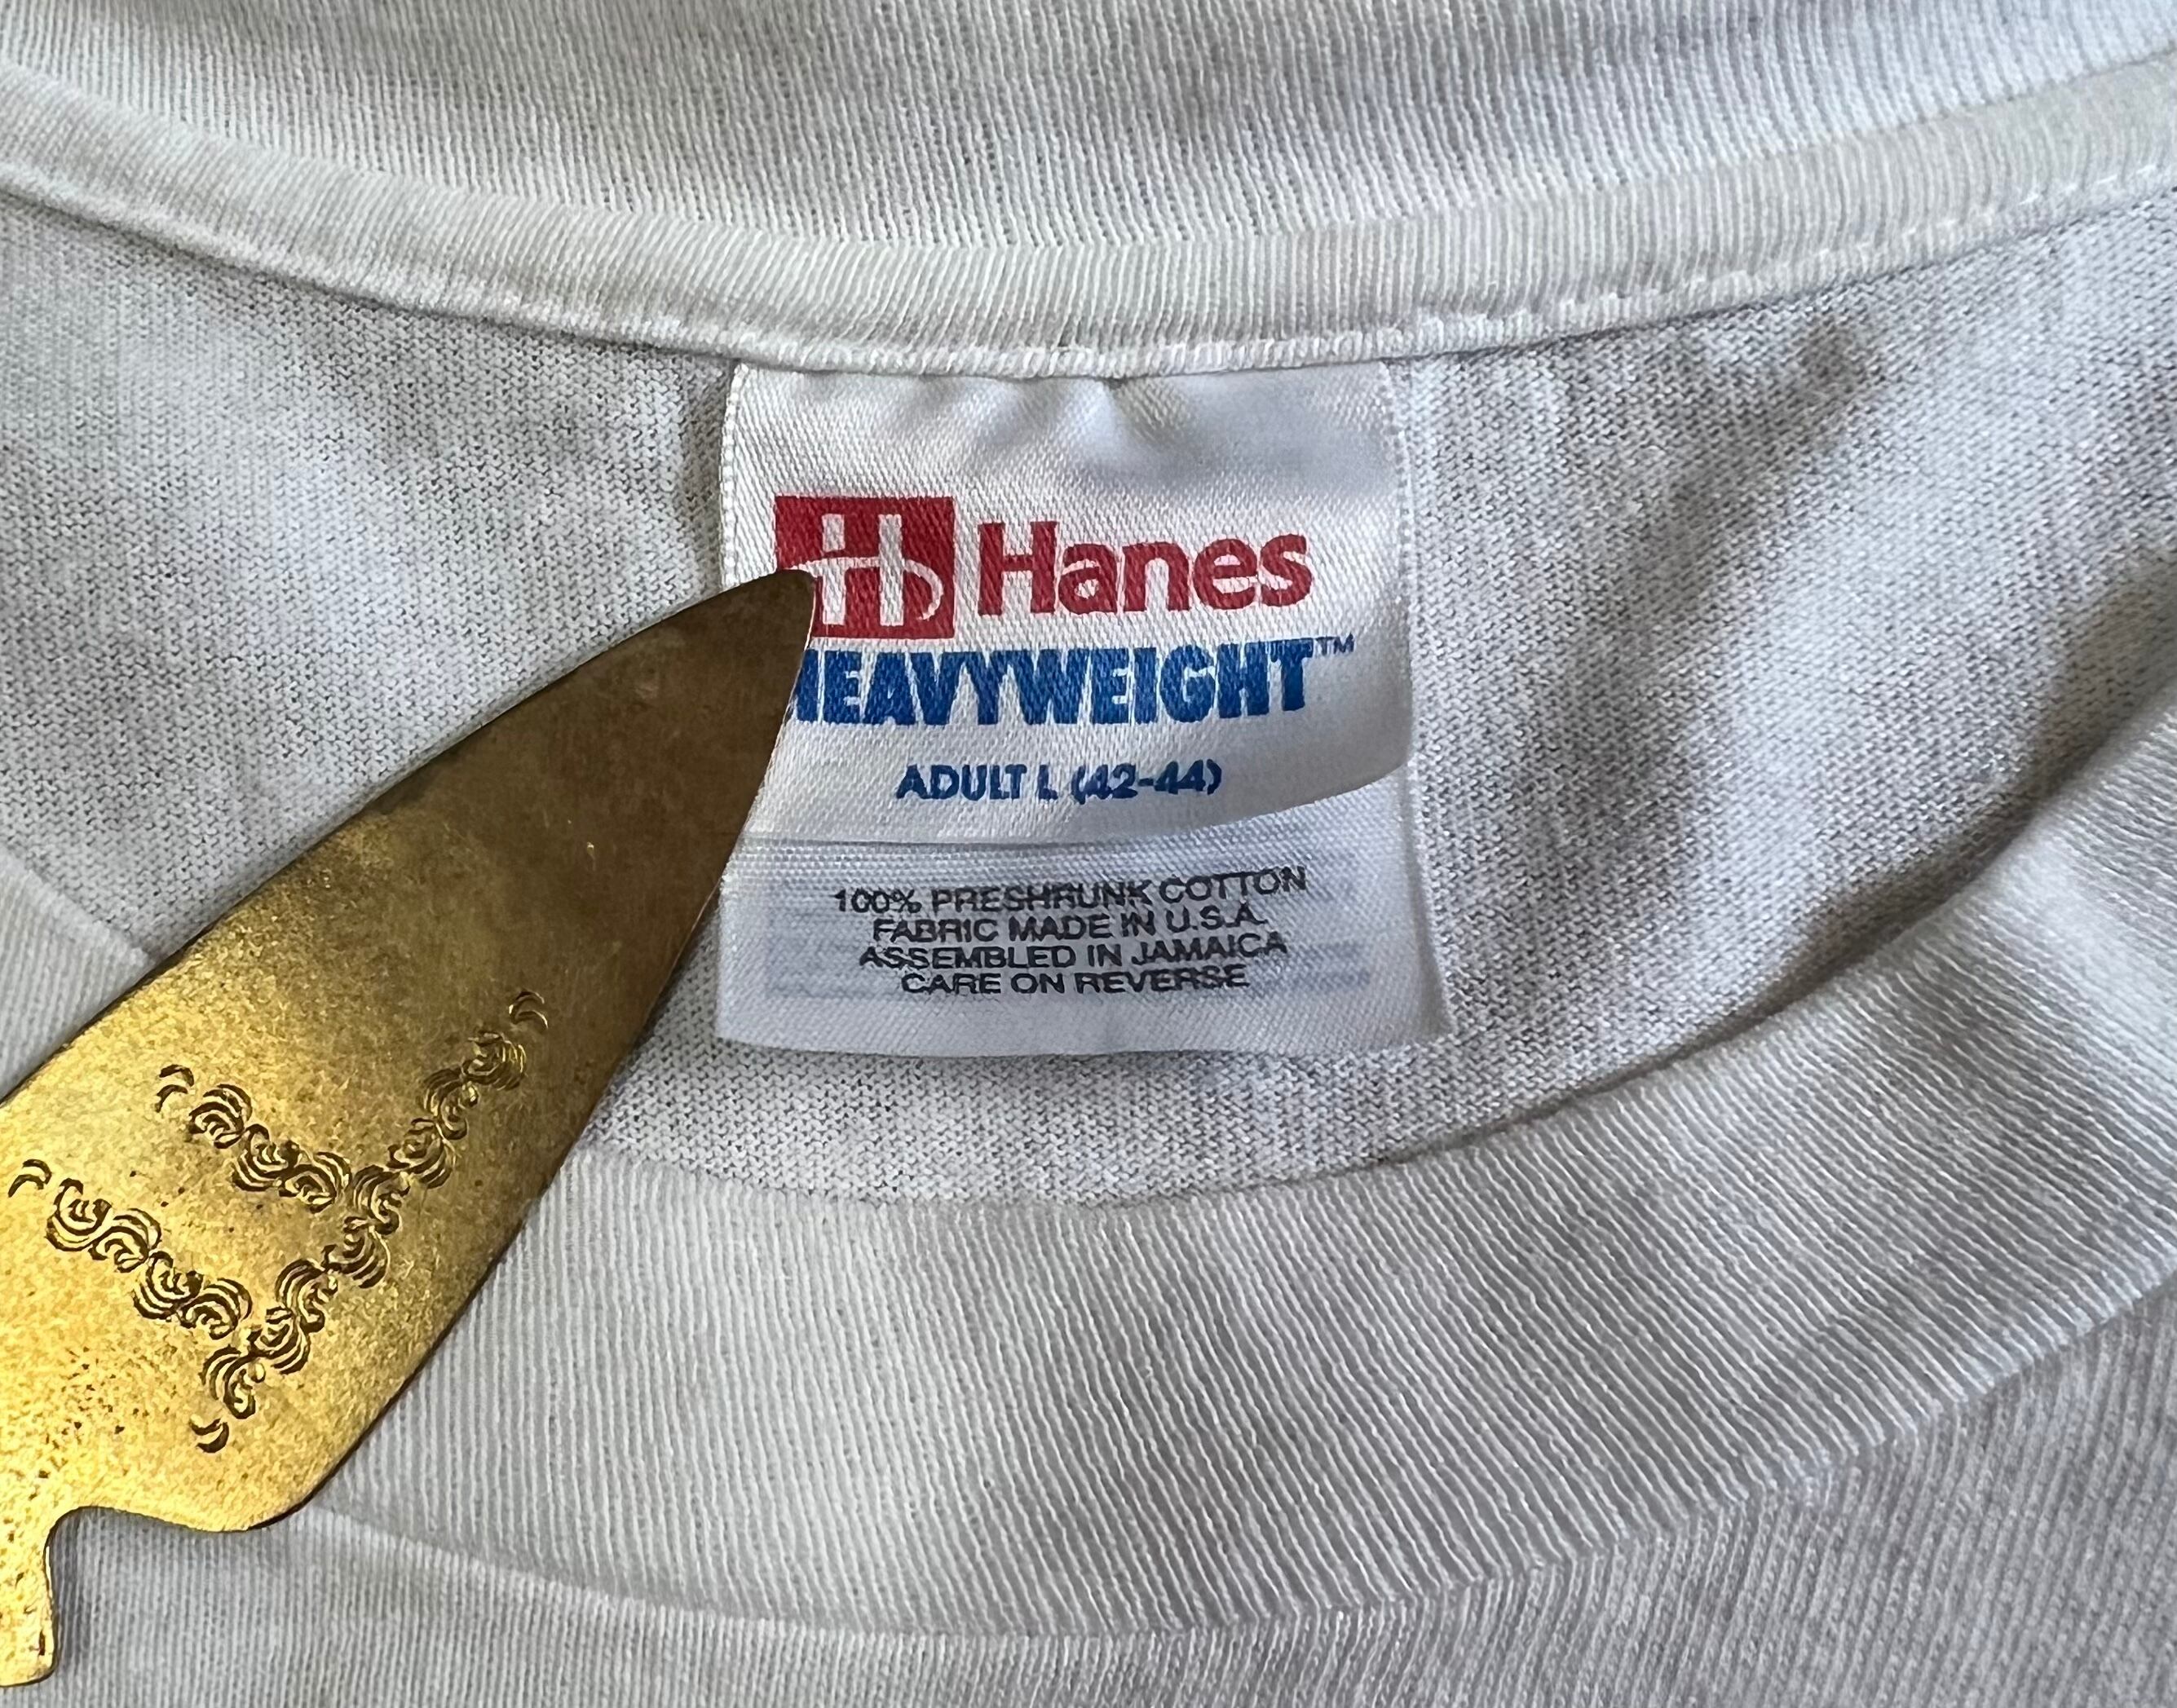 H Hanes
HEAVYWEIGHT™
ADULT L (42-44)
100% PRESHRUNK COTTON
FABRIC MADE IN U.S.A.
ASSEMBLED IN JAMAICA
CARE ON REVERSE